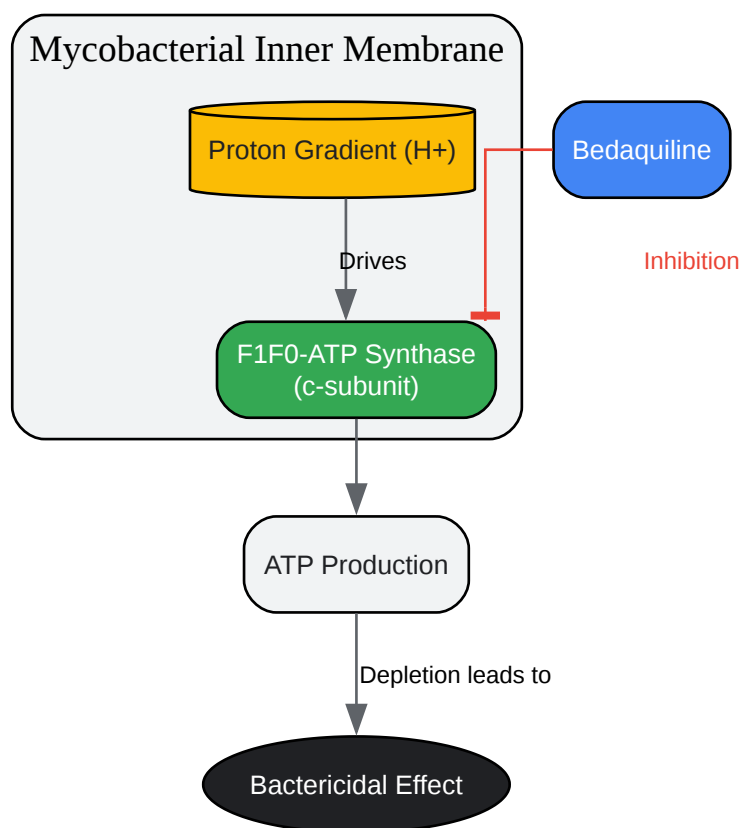 Mycobacterial Inner Membrane
Proton Gradient (H+)
Bedaquiline
Drives
Inhibition
F1F0-ATP Synthase
(c-subunit)
ATP Production
Depletion leads to
Bactericidal Effect